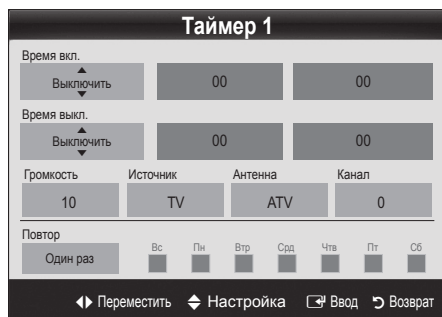 Таймер 1
Время вкл.
Выключить 00 00
Время выкл.
Выключить 00 00
Громкость Источник Антенна Канал
10 TV ATV 0
Повтор
Вс Пн Втр Срд Чтв Пт Сб
Один раз
Переместить Настройка Ввод Возврат